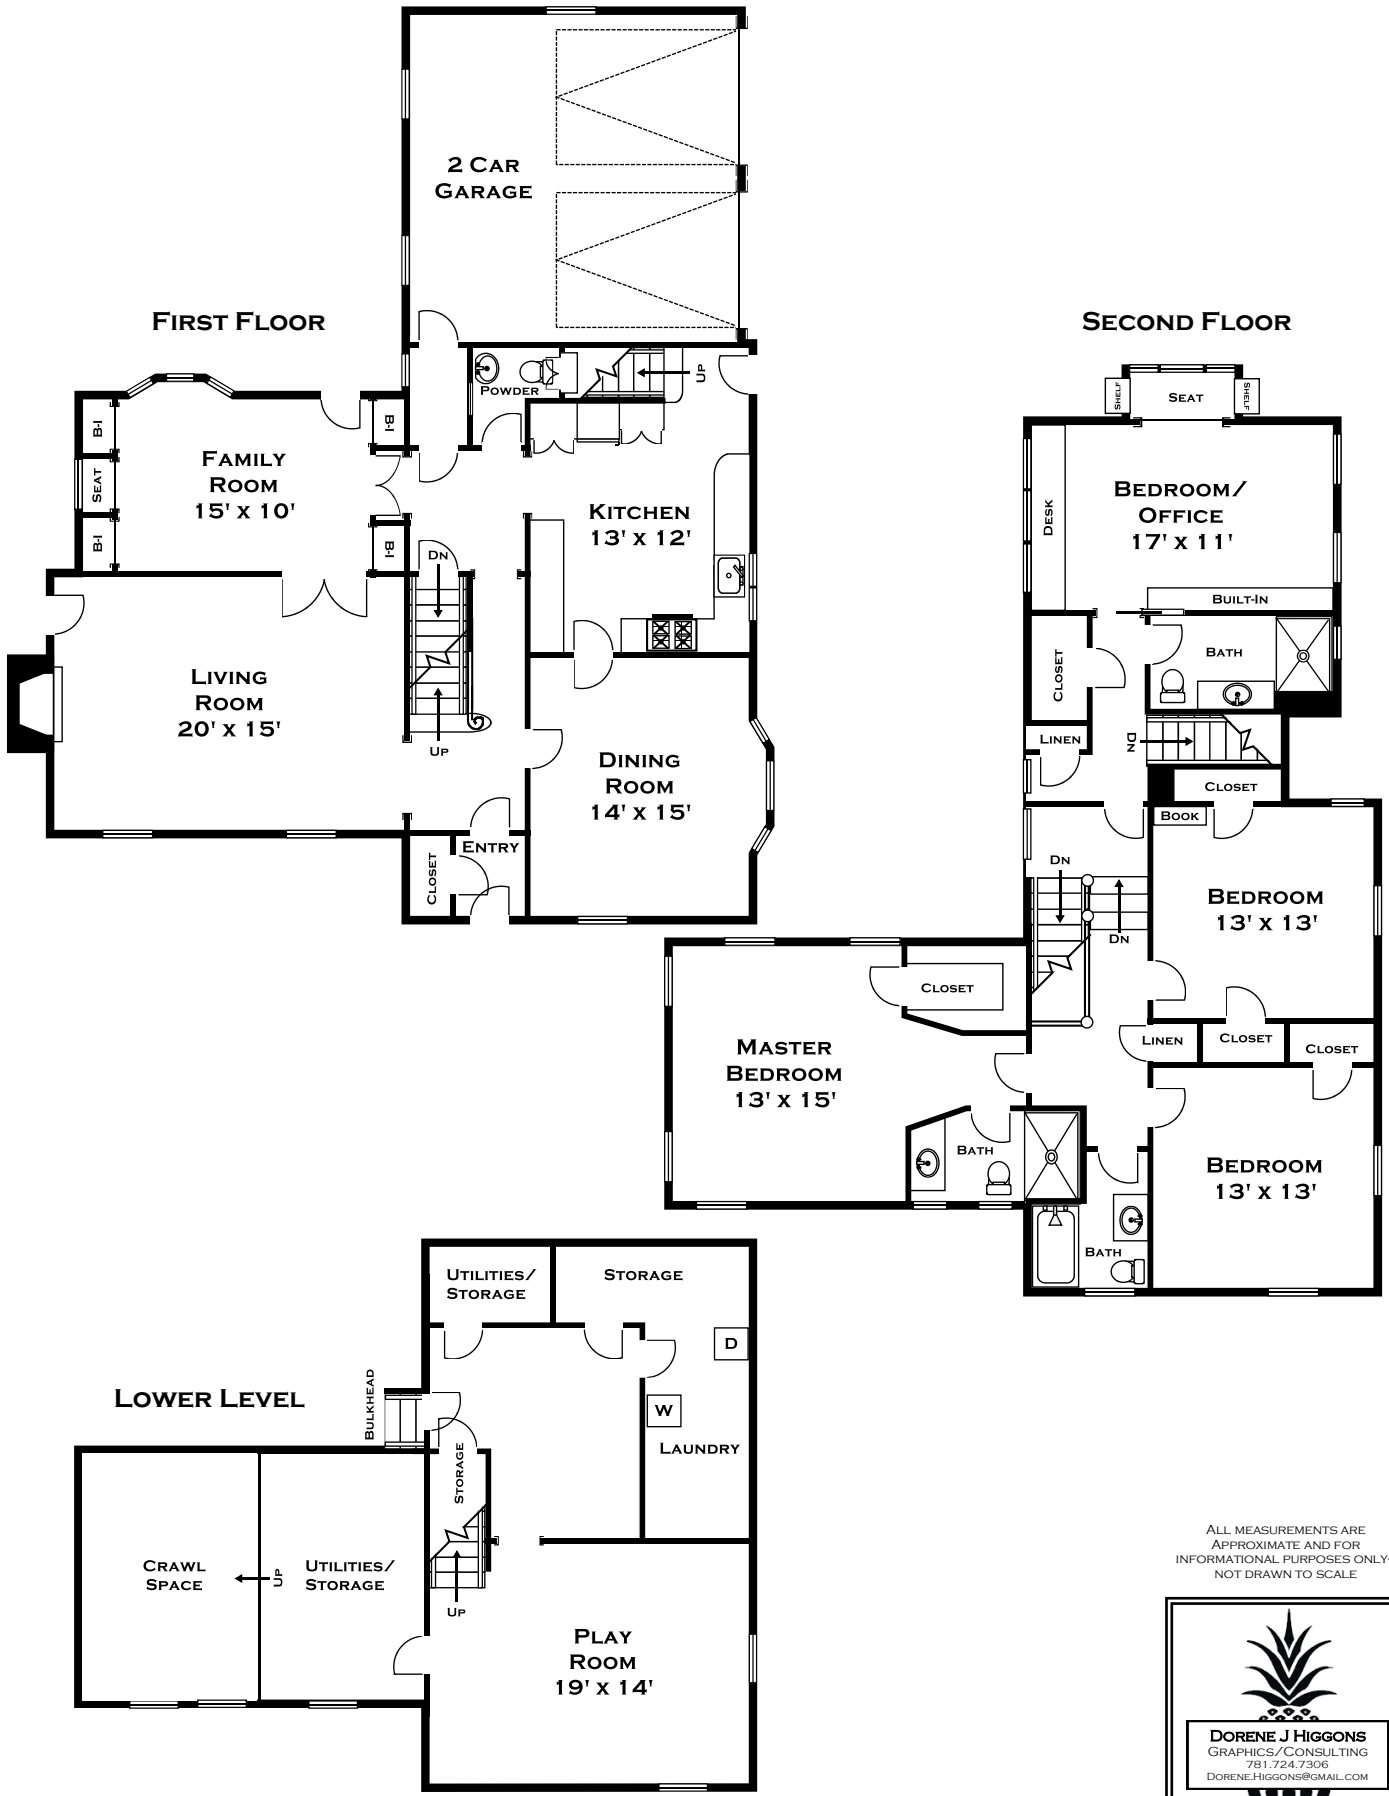 First Floor
2 Car
Garage
Powder
Up
B-I
Seat
B-I
B-I
B-I
Family
Room
15' x 10'
Kitchen
13' x 12'
Dn
Up
Living
Room
20' x 15'
Dining
Room
14' x 15'
Entry
Closet
Second Floor
Shelf
Seat
Shelf
Desk
Bedroom/
Office
17' x 11'
Built-In
Closet
Bath
Linen
Dn
Closet
Book
Dn
Dn
Bedroom
13' x 13'
Closet
Master
Bedroom
13' x 15'
Linen
Closet
Closet
Bath
Bedroom
13' x 13'
Bath
Lower Level
Utilities/
Storage
Storage
D
Bulkhead
W
Laundry
Storage
Crawl
Space
Up
Utilities/
Storage
Up
Play
Room
19' x 14'
All measurements are
Approximate and for
informational purposes only-
not drawn to scale
Dorene J Higgons
Graphics/Consulting
781.724.7306
Dorene.Higgons@gmail.com